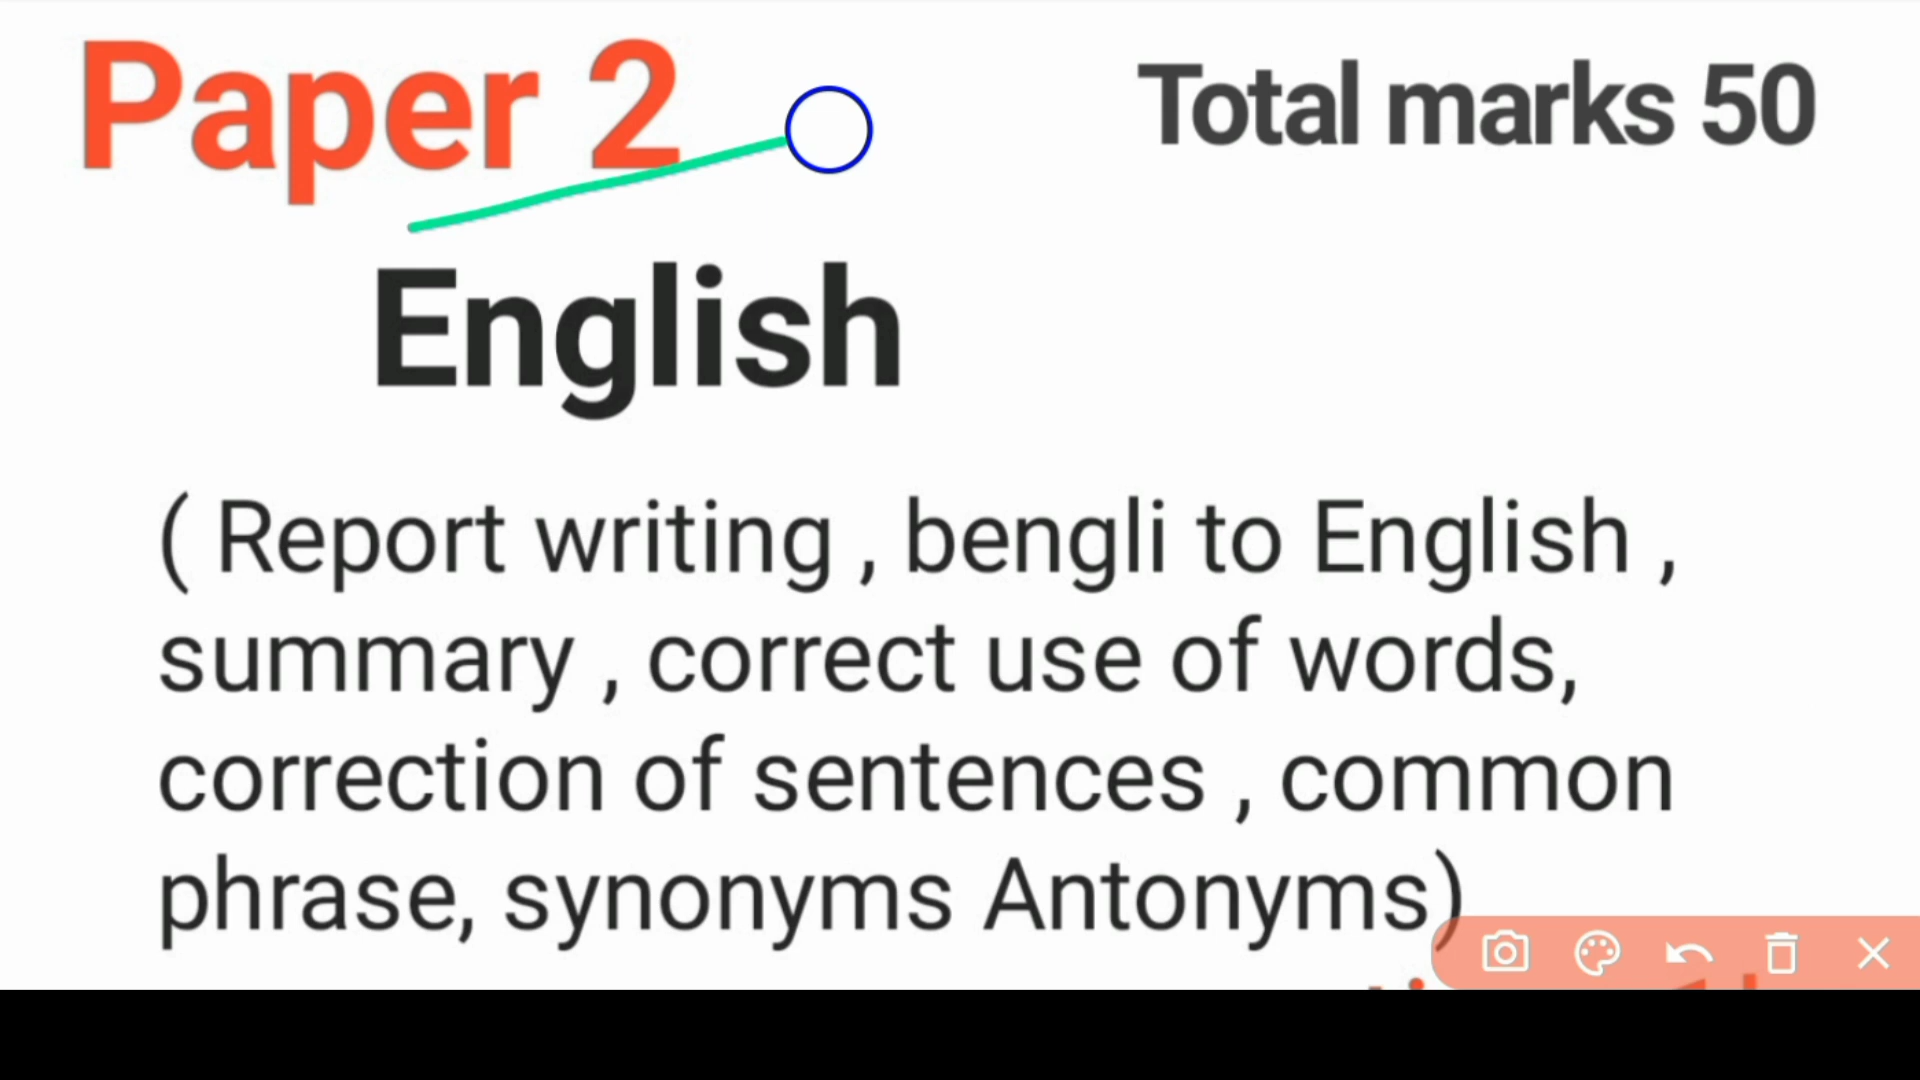 Paper 2 Total marks 50
English
( Report writing , bengli to English ,
summary , correct use of words,
correction of sentences , common
phrase, synonyms Antonyms)